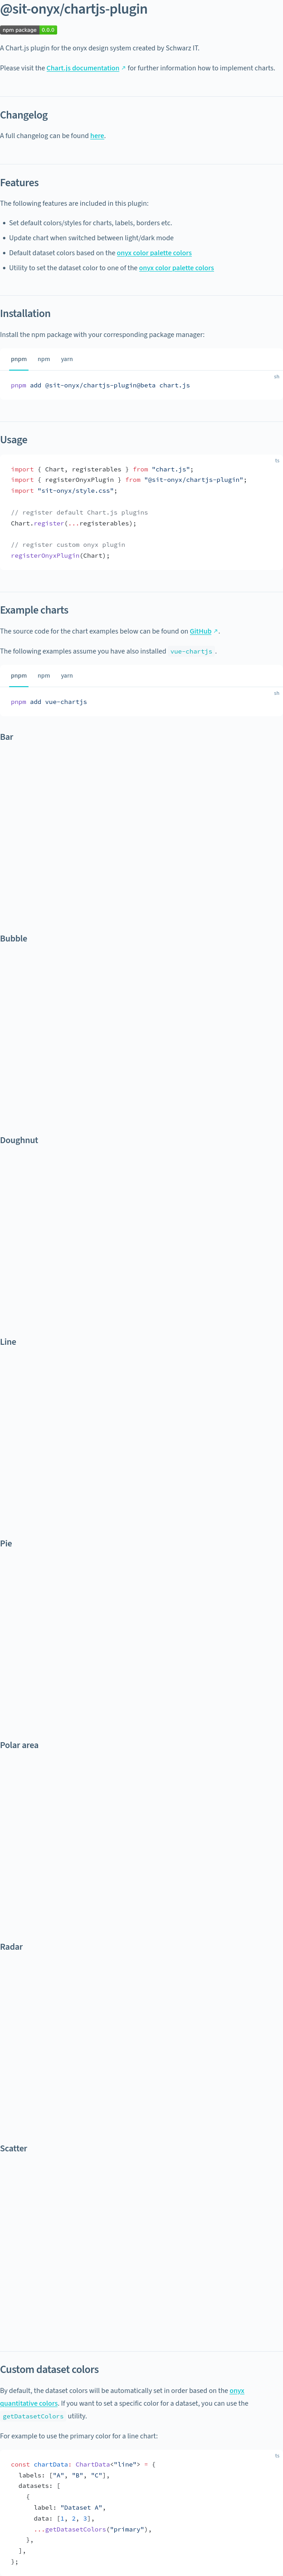 @sit-onyx/chartjs-plugin
npm package 0.0.0
A Chart.js plugin for the onyx design system created by Schwarz IT.
Please visit the Chart.js documentation ↗ for further information how to implement charts.
Changelog
A full changelog can be found here.
Features
The following features are included in this plugin:
• Set default colors/styles for charts, labels, borders etc.
• Update chart when switched between light/dark mode
• Default dataset colors based on the onyx color palette colors
• Utility to set the dataset color to one of the onyx color palette colors
Installation
Install the npm package with your corresponding package manager:
pnpm npm yarn
sh
pnpm add @sit-onyx/chartjs-plugin@beta chart.js
Usage
ts
import { Chart, registerables } from "chart.js";
import { registerOnyxPlugin } from "@sit-onyx/chartjs-plugin";
import "sit-onyx/style.css";
// register default Chart.js plugins
Chart.register(...registerables);
// register custom onyx plugin
registerOnyxPlugin(Chart);
Example charts
The source code for the chart examples below can be found on GitHub ↗.
The following examples assume you have also installed vue-chartjs.
pnpm npm yarn
sh
pnpm add vue-chartjs
Bar
Bubble
Doughnut
Line
Pie
Polar area
Radar
Scatter
Custom dataset colors
By default, the dataset colors will be automatically set in order based on the onyx
quantitative colors. If you want to set a specific color for a dataset, you can use the
getDatasetColors utility.
For example to use the primary color for a line chart:
ts
const chartData: ChartData<"line"> = {
labels: ["A", "B", "C"],
datasets: [
{
label: "Dataset A",
data: [1, 2, 3],
...getDatasetColors("primary"),
},
],
};